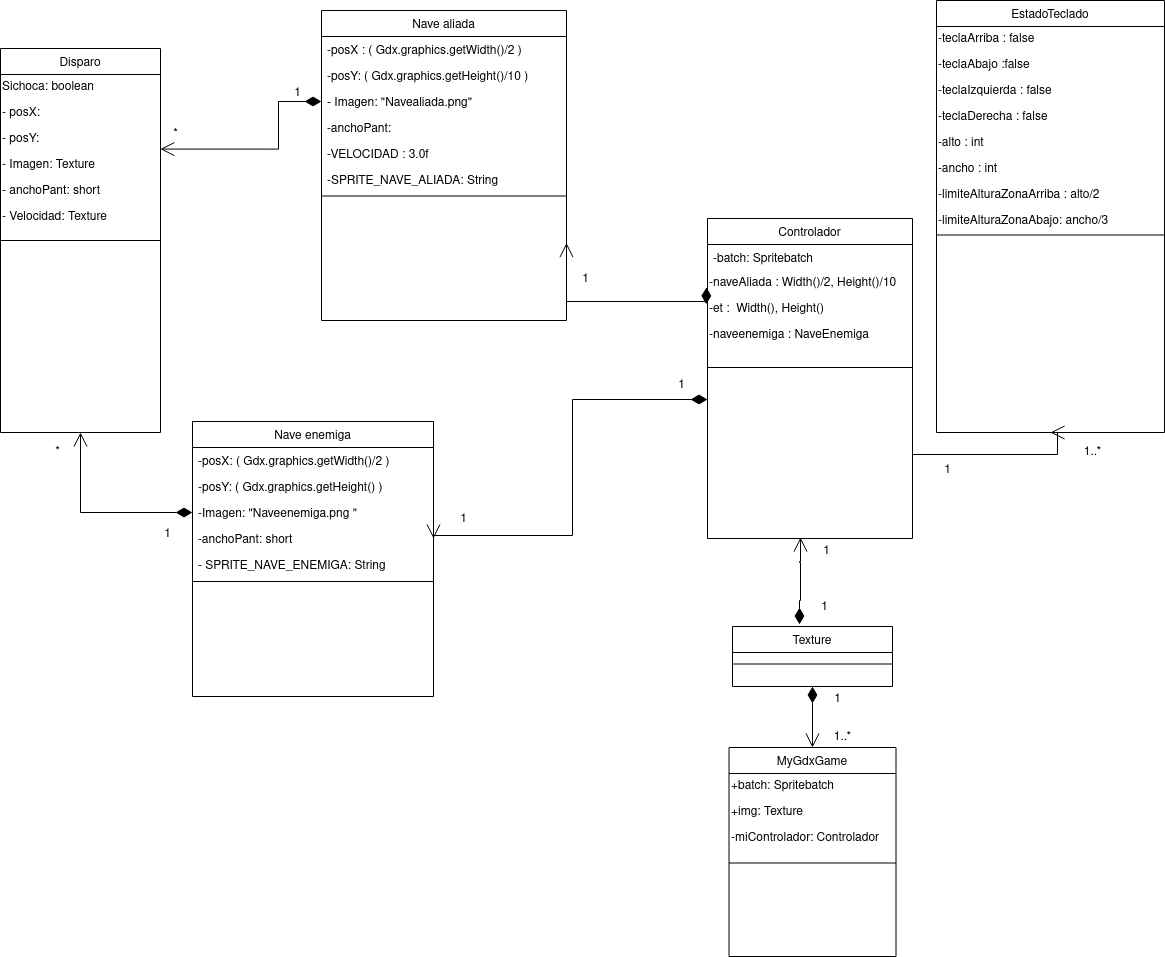 Disparo
Sichoca: boolean
- posX:
- posY:
- Imagen: Texture
- anchoPant: short
- Velocidad: Texture
*
1
Nave aliada
-posX : ( Gdx.graphics.getWidth()/2 )
-posY: ( Gdx.graphics.getHeight()/10 )
- Imagen: "Navealiada.png"
-anchoPant:
-VELOCIDAD : 3.0f
-SPRITE_NAVE_ALIADA: String
1
EstadoTeclado
-teclaArriba : false
-teclaAbajo :false
-teclaIzquierda : false
-teclaDerecha : false
-alto : int
-ancho : int
-limiteAlturaZonaArriba : alto/2
-limiteAlturaZonaAbajo: ancho/3
Controlador
-batch: Spritebatch
-naveAliada : Width()/2, Height()/10
-et :  Width(), Height()
-naveenemiga : NaveEnemiga
1
1..*
1
*
1
Nave enemiga
-posX: ( Gdx.graphics.getWidth()/2 )
-posY: ( Gdx.graphics.getHeight() )
-Imagen: "Naveenemiga.png "
-anchoPant: short
- SPRITE_NAVE_ENEMIGA: String
1
1
1
Texture
1
1..*
MyGdxGame
+batch: Spritebatch
+img: Texture
-miControlador: Controlador